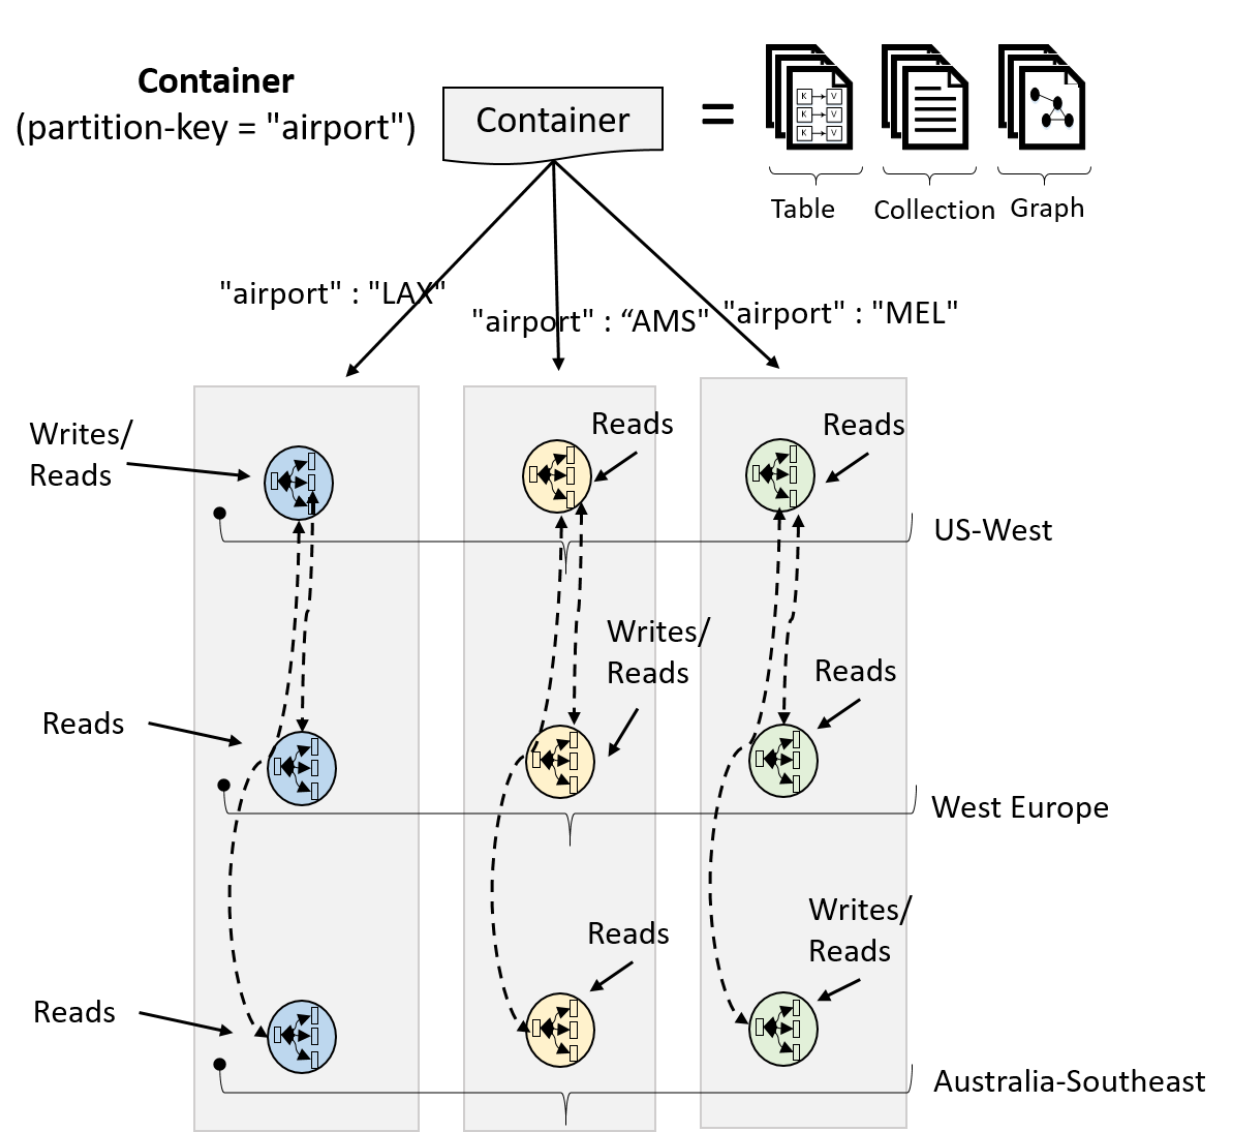 Container
(partition-key = "airport")
Container
=
K V
K V
K V
Table
Collection
Graph
"airport" : "LAX"
"airport" : “AMS"
"airport" : "MEL"
Writes/
Reads
Reads
Reads
US-West
Reads
Writes/
Reads
Reads
West Europe
Reads
Reads
Writes/
Reads
Australia-Southeast